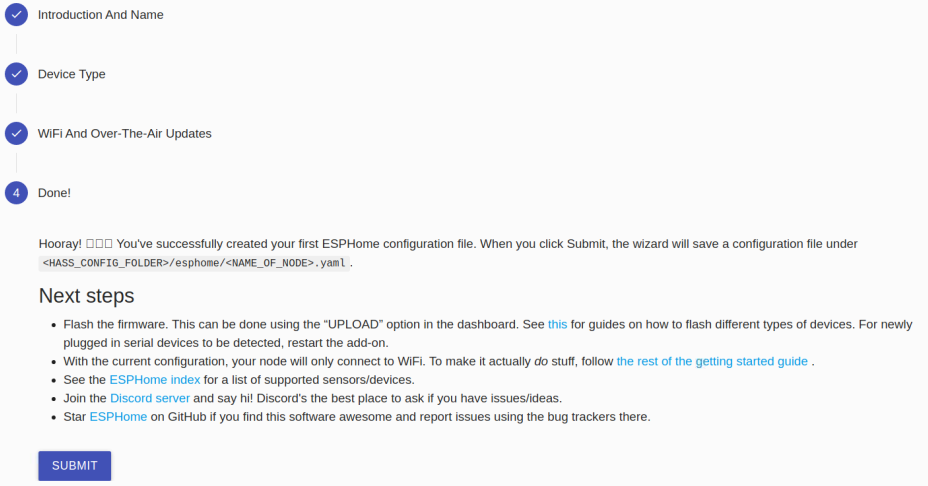 Introduction And Name
Device Type
WiFi And Over-The-Air Updates
4 Done!
Hooray! You've successfully created your first ESPHome configuration file. When you click Submit, the wizard will save a configuration file under
<HASS_CONFIG_FOLDER>/esphome/<NAME_OF_NODE>.yaml .
Next steps
• Flash the firmware. This can be done using the “UPLOAD” option in the dashboard. See this for guides on how to flash different types of devices. For newly
plugged in serial devices to be detected, restart the add-on.
• With the current configuration, your node will only connect to WiFi. To make it actually do stuff, follow the rest of the getting started guide .
• See the ESPHome index for a list of supported sensors/devices.
• Join the Discord server and say hi! Discord's the best place to ask if you have issues/ideas.
• Star ESPHome on GitHub if you find this software awesome and report issues using the bug trackers there.
SUBMIT